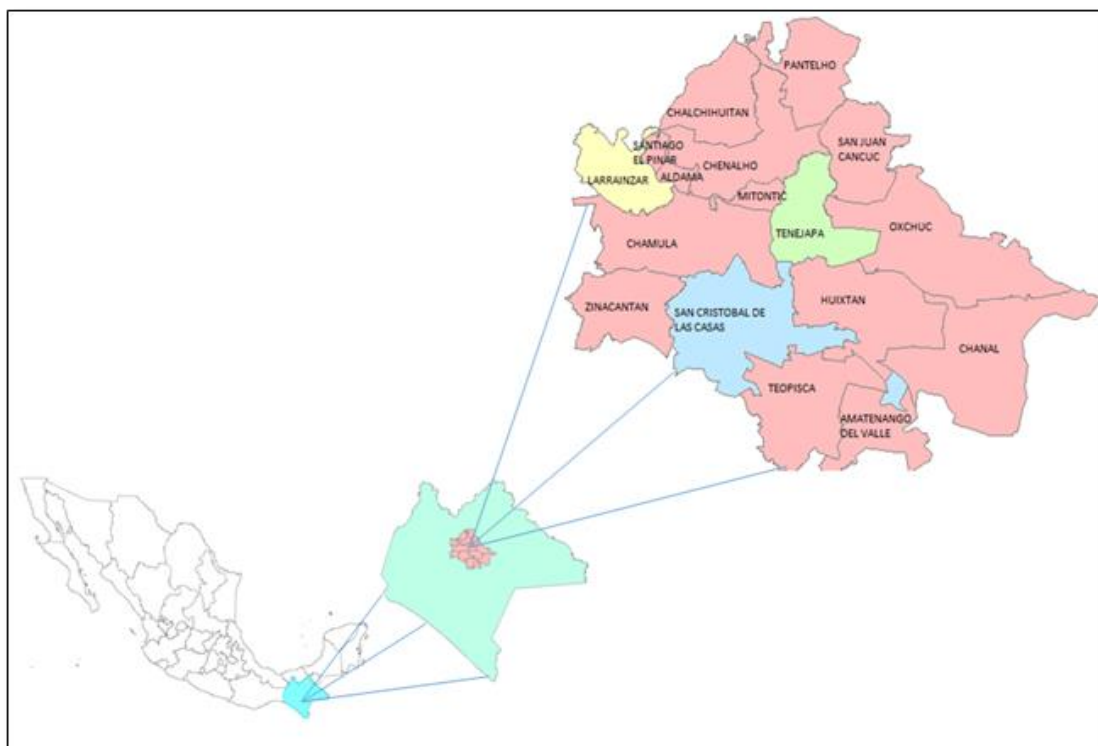 PANTELHO
CHALCHIHUITAN
SAN JUAN
CANCUC
SANTIAGO
EL PINAR
CHENALHO
LARRAINZAR
ALDAMA
MITONTIC
OXCHUC
TENEJAPA
CHAMULA
ZINACANTAN
SAN CRISTOBAL DE
LAS CASAS
HUIXTAN
CHANAL
TEOPISCA
AMATENANGO
DEL VALLE